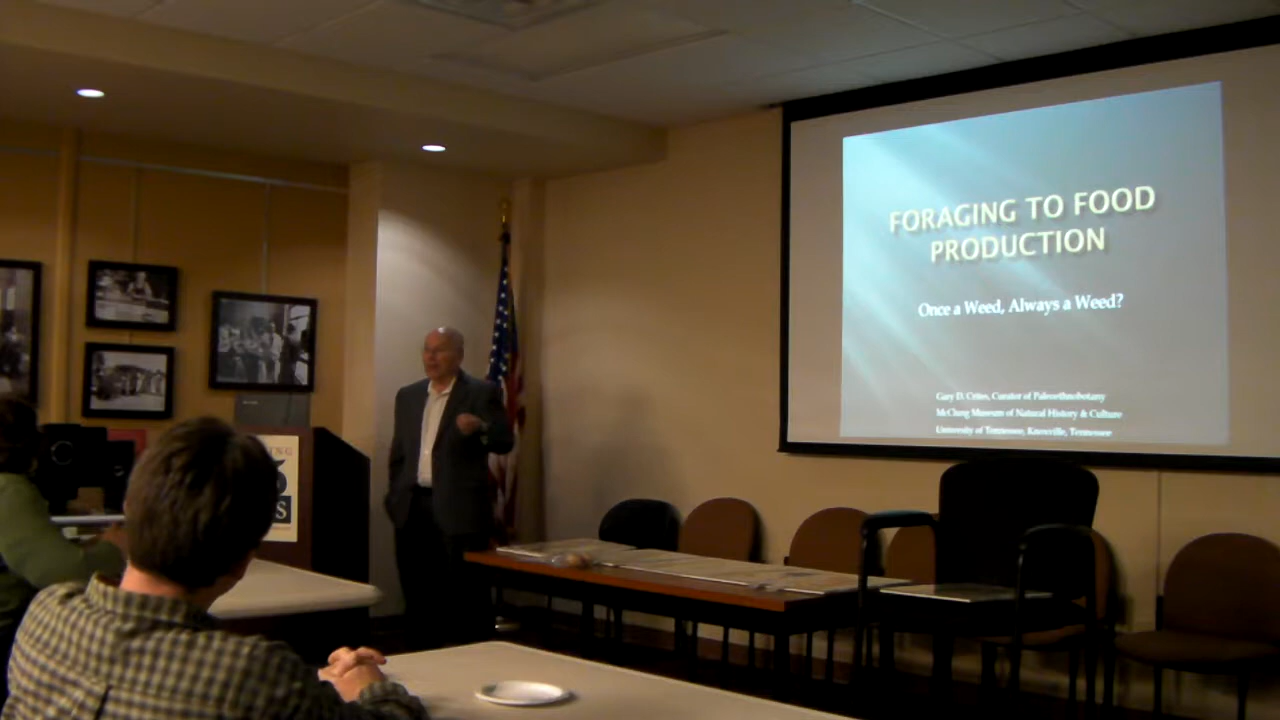 FORAGING TO FOOD
PRODUCTION
Once a Weed, Always a Weed?
Gary D. Crites, Curator of Paleoethnobotany
McClung Museum of Natural History & Culture
University of Tennessee, Knoxville, Tennessee